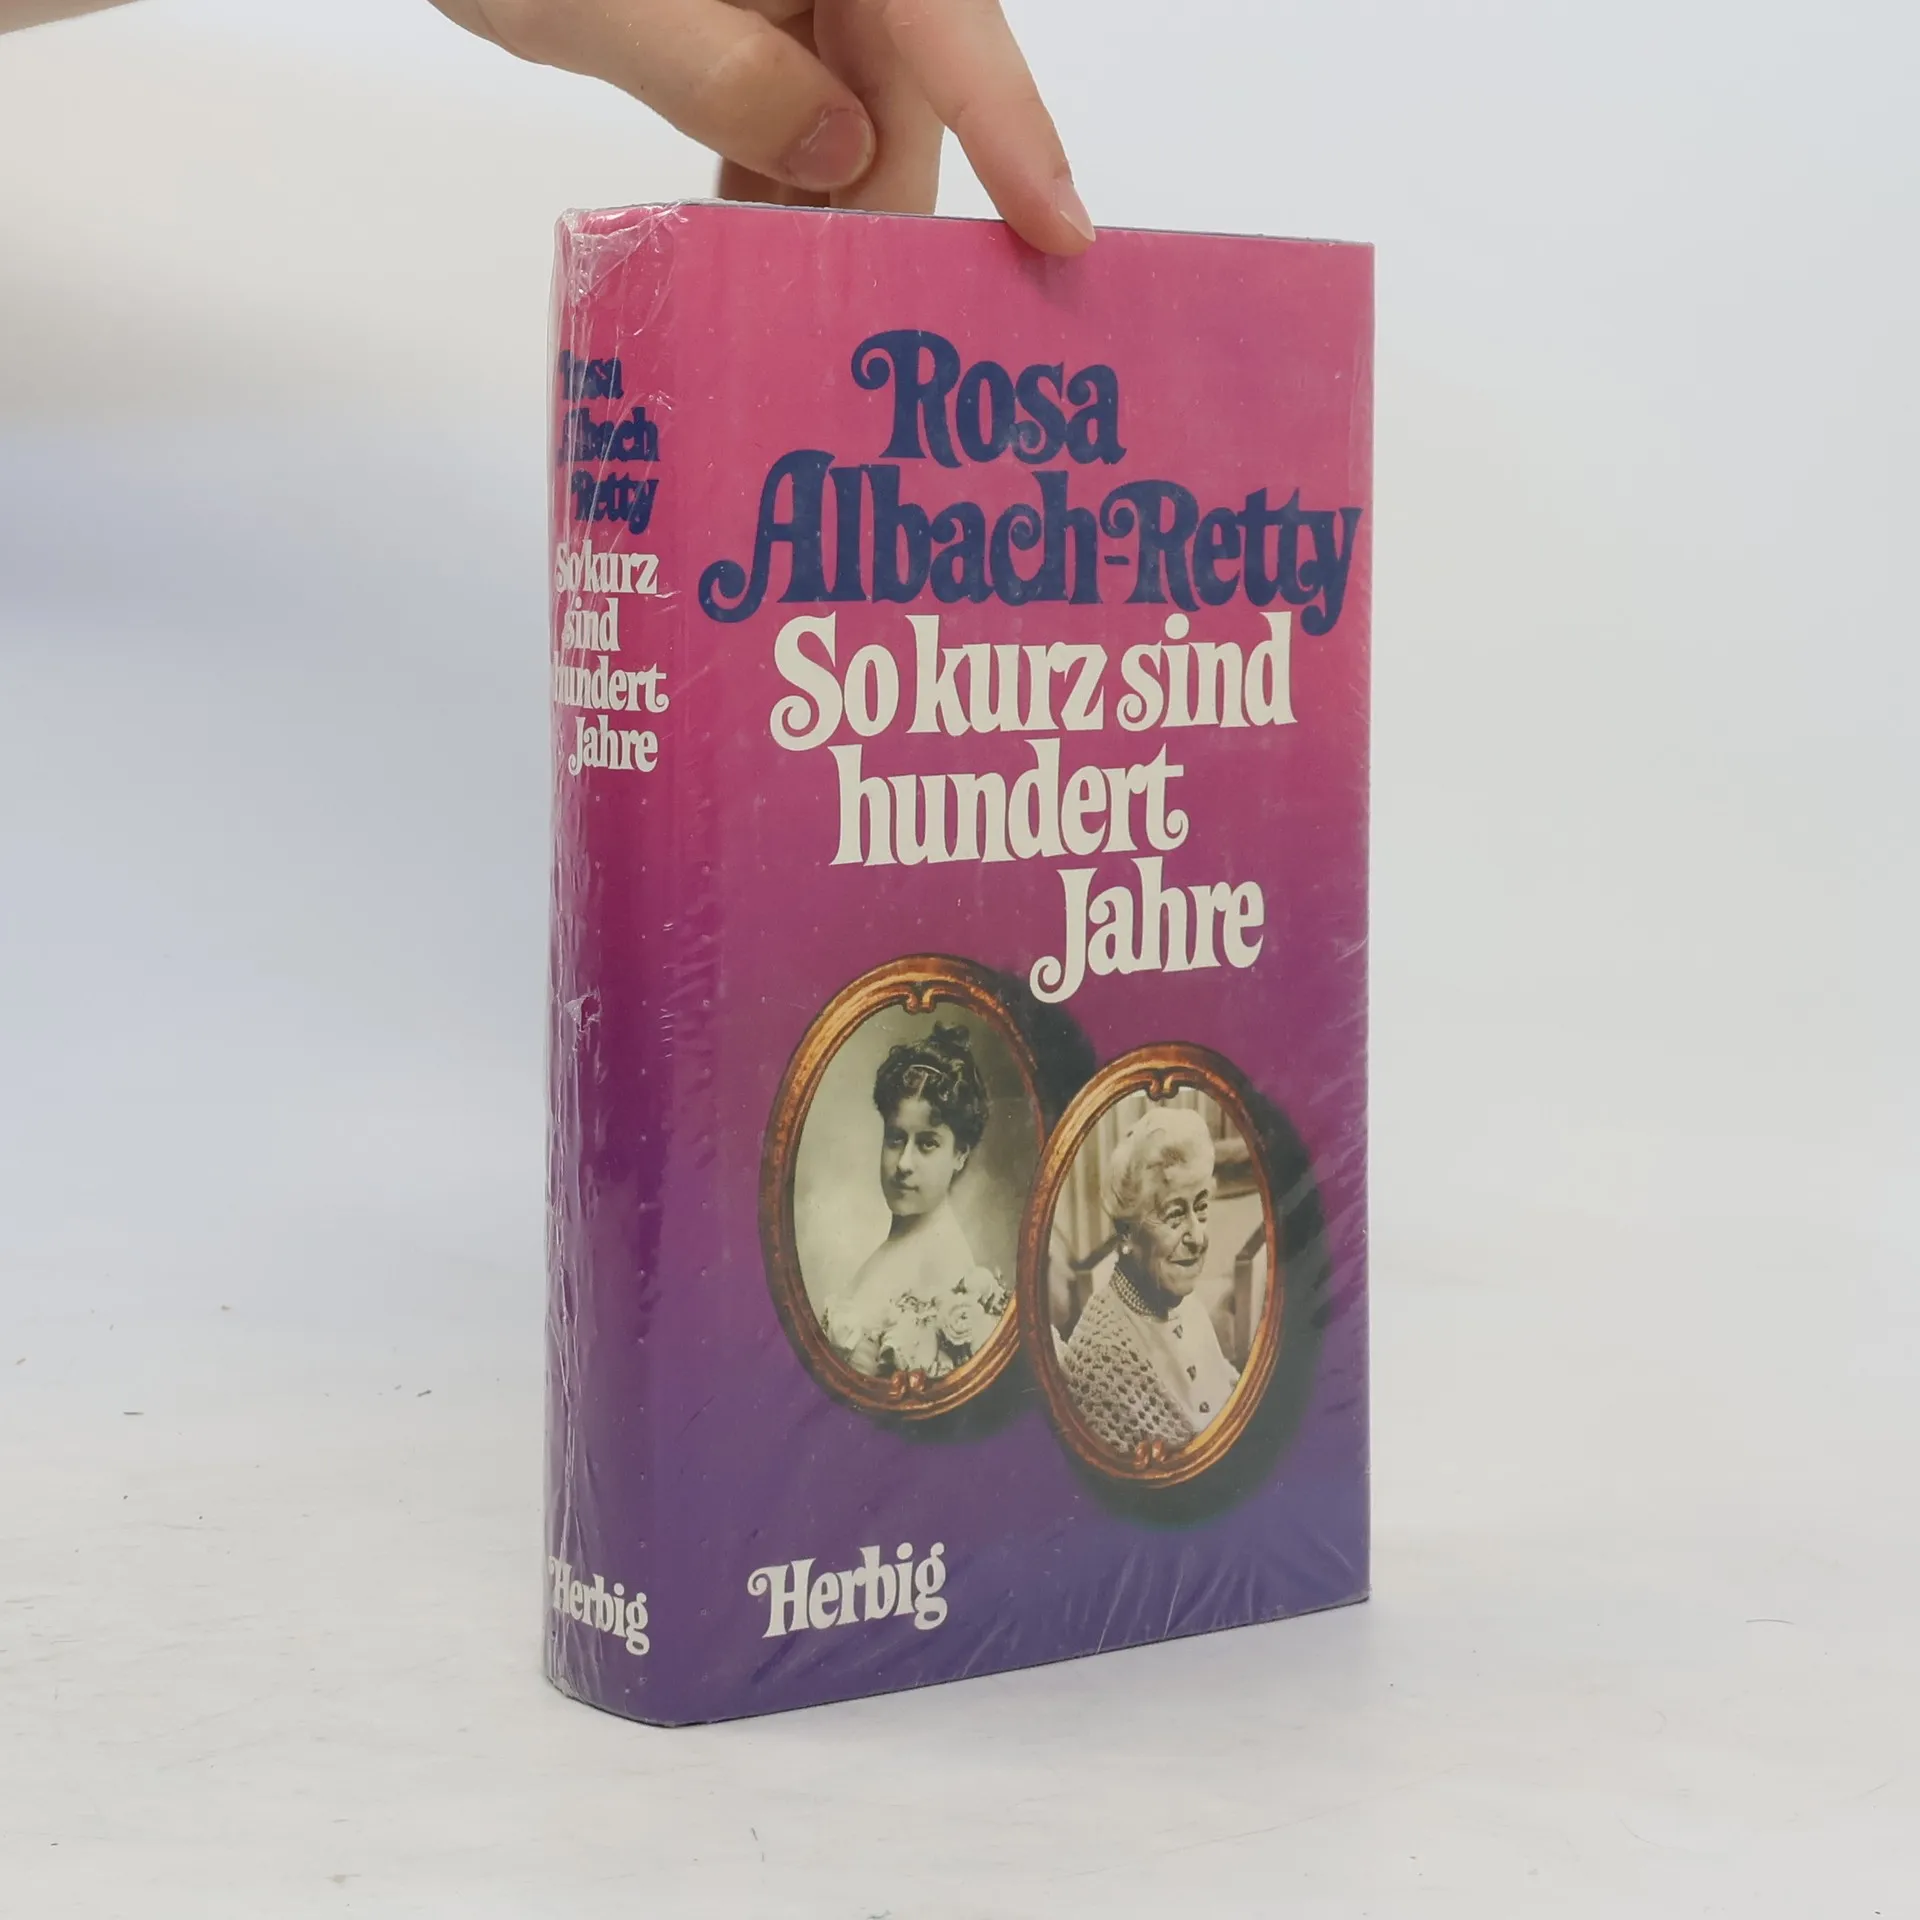 Rosa
Albach
Retty
So kurz
sind
hundert
Jahre
Herbig
Rosa
Albach-Retty
So kurz sind
hundert
Jahre
Herbig